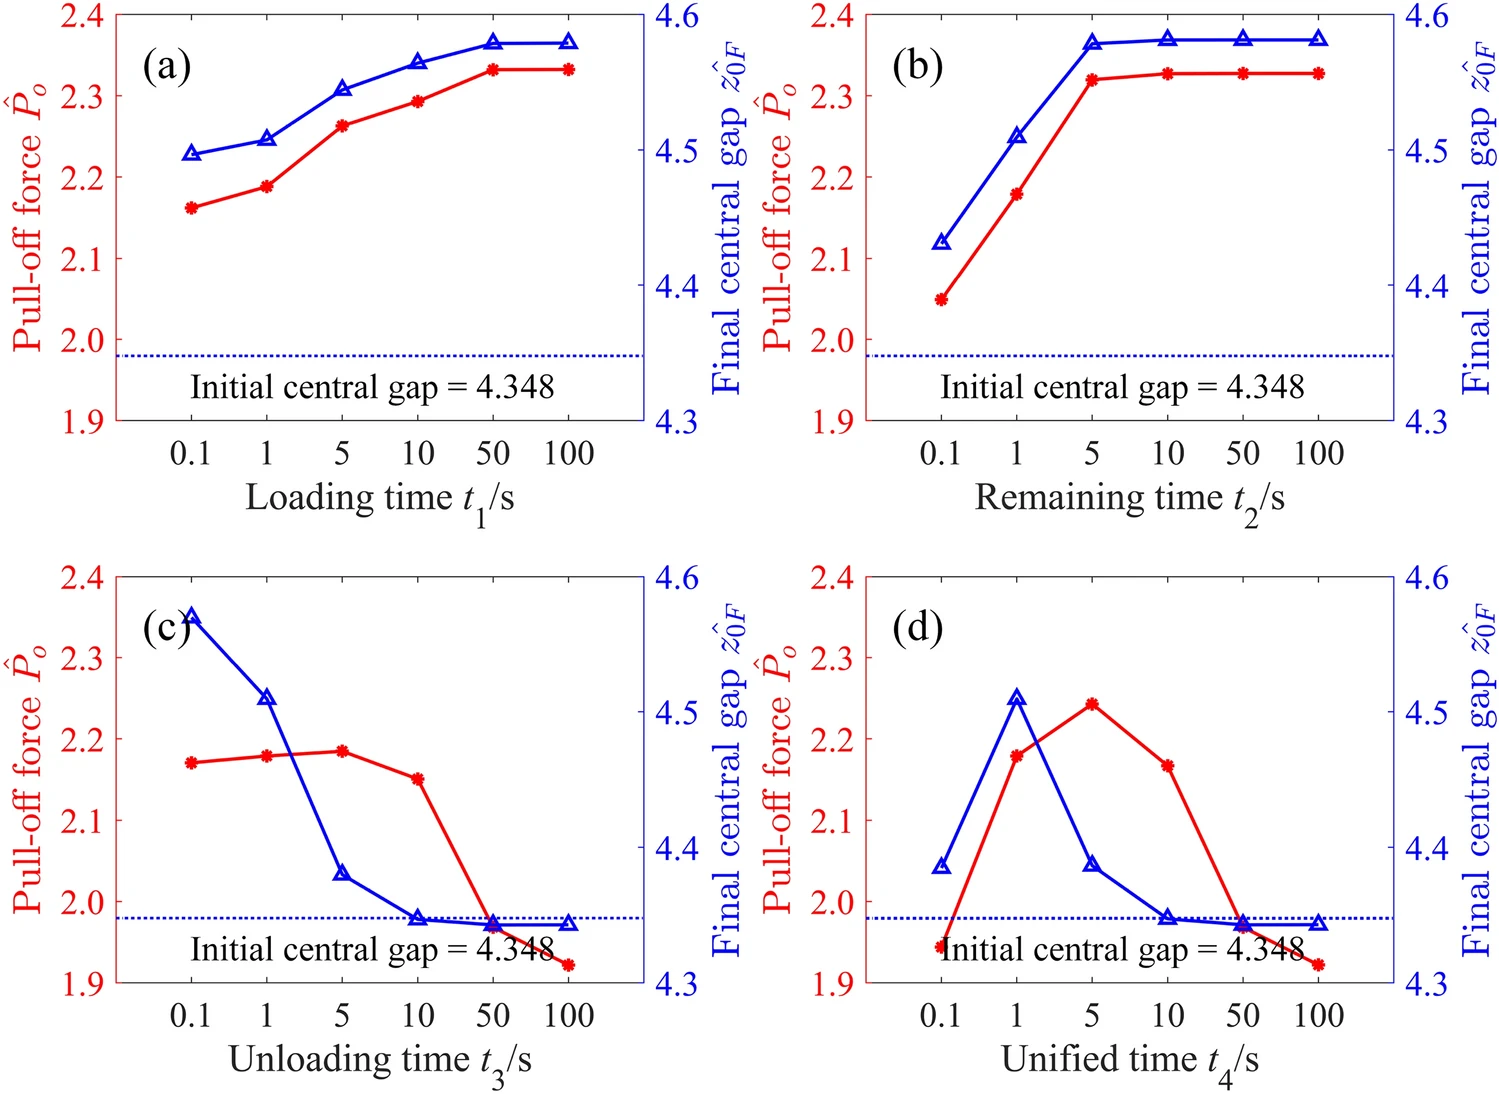 (a)
2.4
2.3
2.2
2.1
2.0
1.9
Pull-off force P̂o
4.6
4.5
4.4
4.3
Final central gap ẑ0F
Initial central gap = 4.348
0.1 1 5 10 50 100
Loading time t1/s
(b)
2.4
2.3
2.2
2.1
2.0
1.9
Pull-off force P̂o
4.6
4.5
4.4
4.3
Final central gap ẑ0F
Initial central gap = 4.348
0.1 1 5 10 50 100
Remaining time t2/s
(c)
2.4
2.3
2.2
2.1
2.0
1.9
Pull-off force P̂o
4.6
4.5
4.4
4.3
Final central gap ẑ0F
Initial central gap = 4.348
0.1 1 5 10 50 100
Unloading time t3/s
(d)
2.4
2.3
2.2
2.1
2.0
1.9
Pull-off force P̂o
4.6
4.5
4.4
4.3
Final central gap ẑ0F
Initial central gap = 4.348
0.1 1 5 10 50 100
Unified time t4/s